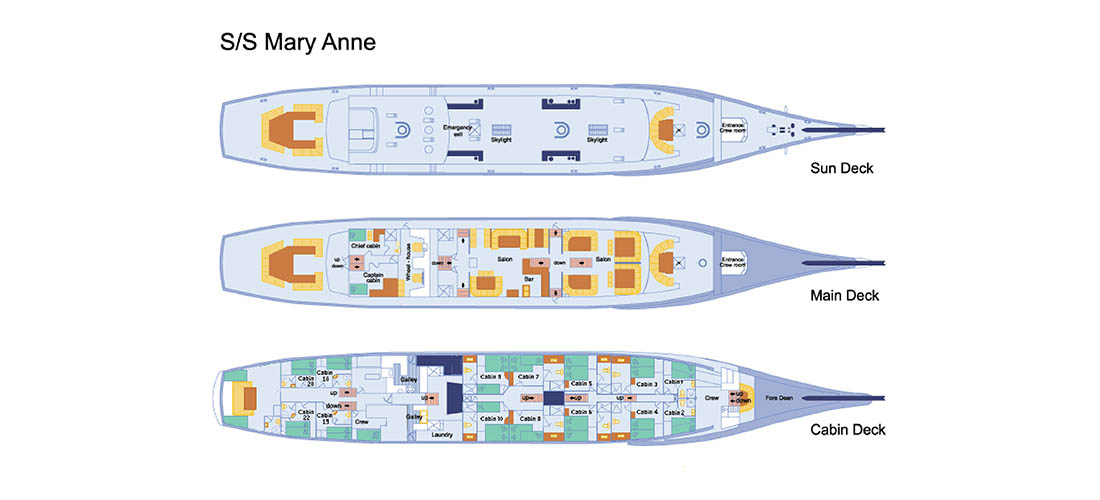 S/S Mary Anne
Emergency
exit
Skylight
Skylight
Entrance
Crew room
Sun Deck
Chief cabin
up
down
Captain
cabin
Wheel - house
down
Salon
Bar
down
Salon
Entrance
Crew room
Main Deck
Cabin
20
Cabin
18
up
down
Cabin
22
Cabin
15
Crew
Galley
Galley
up
Laundry
Cabin 9
Cabin 7
Cabin 5
Cabin 3
Cabin 1
up
up
up
Cabin 10
Cabin 8
Cabin 6
Cabin 4
Cabin 2
Crew
up
down
Fore Dean
Cabin Deck